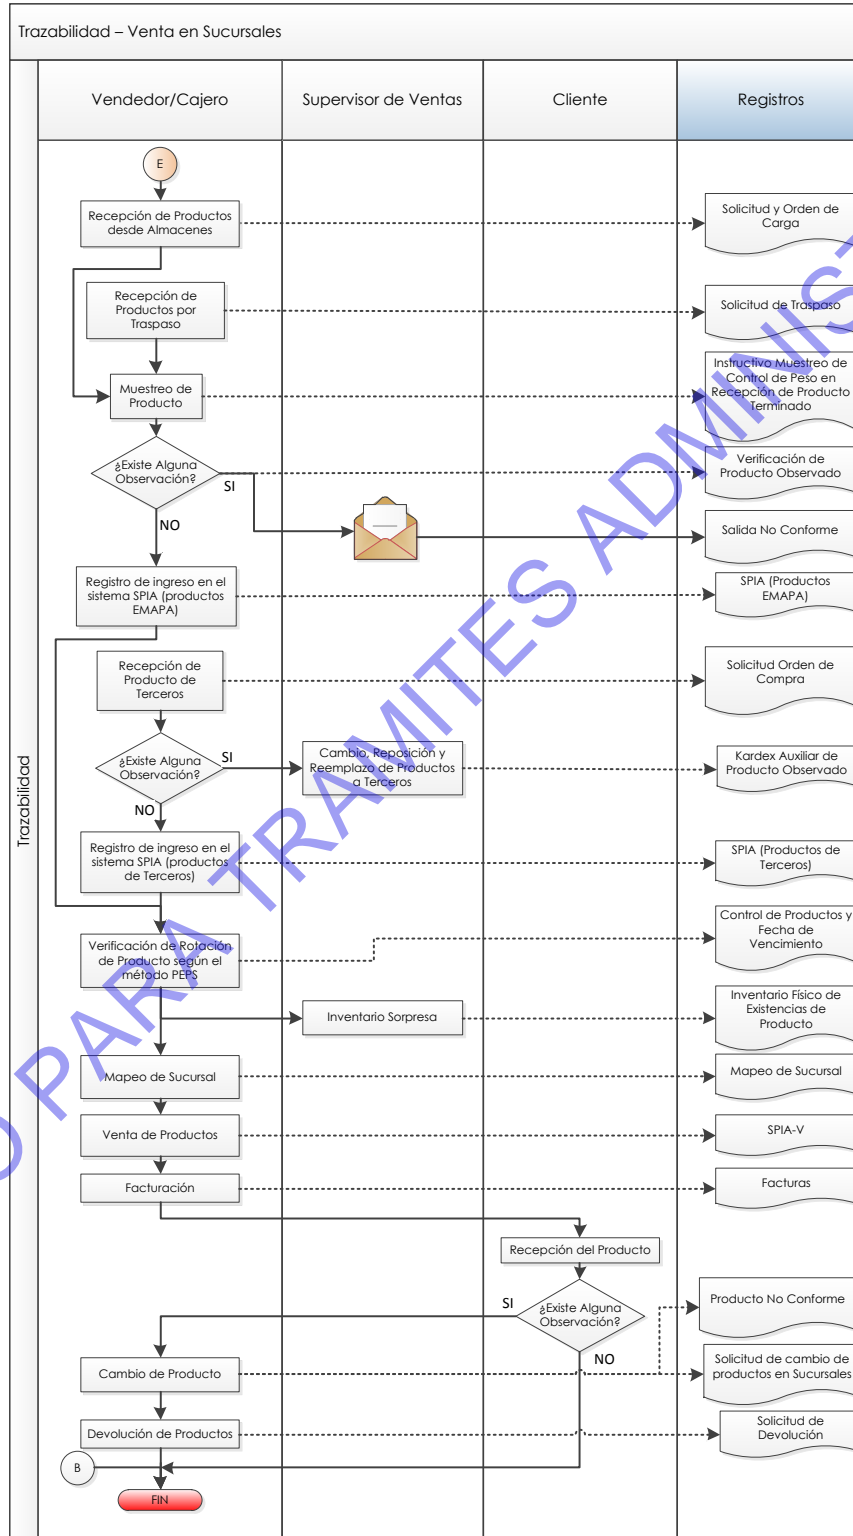 Trazabilidad – Venta en Sucursales
Vendedor/Cajero
Supervisor de Ventas
Cliente
Registros
Trazabilidad
E
Recepción de Productos
desde Almacenes
Solicitud y Orden de
Carga
Recepción de
Productos por
Traspaso
Solicitud de Traspaso
Muestreo de
Producto
Instructivo Muestreo de
Control de Peso en
Recepción de Producto
Terminado
¿Existe Alguna
Observación?
SI
NO
Verificación de
Producto Observado
Salida No Conforme
Registro de ingreso en el
sistema SPIA (productos
EMAPA)
SPIA (Productos
EMAPA)
Recepción de
Producto de
Terceros
Solicitud Orden de
Compra
¿Existe Alguna
Observación?
SI
NO
Cambio, Reposición y
Reemplazo de Productos
a Terceros
Kardex Auxiliar de
Producto Observado
Registro de ingreso en el
sistema SPIA (productos
de Terceros)
SPIA (Productos de
Terceros)
Verificación de Rotación
de Producto según el
método PEPS
Control de Productos y
Fecha de
Vencimiento
Inventario Sorpresa
Inventario Físico de
Existencias de
Producto
Mapeo de Sucursal
Mapeo de Sucursal
Venta de Productos
SPIA-V
Facturación
Facturas
Recepción del Producto
¿Existe Alguna
Observación?
SI
NO
Producto No Conforme
Cambio de Producto
Solicitud de cambio de
productos en Sucursales
Devolución de Productos
Solicitud de
Devolución
B
FIN
O PARA TRAMITES ADMINIST